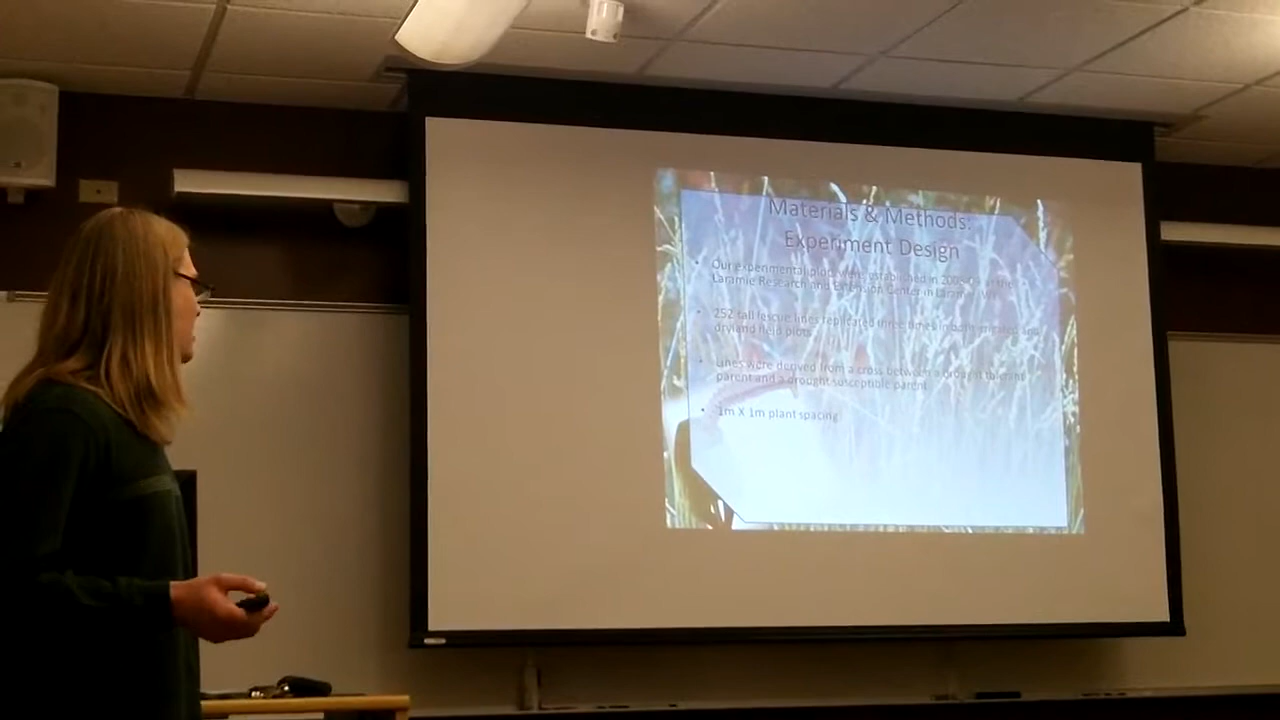 Materials & Methods:
Experiment Design
• Our experimental plots were established in at the
Laramie Research and Extension Center in Laramie, WY
• 252 tall fescue lines replicated three times in both irrigated and
dryland field plots
• Lines were derived from a cross between a drought tolerant
parent and a drought susceptible parent
• 1m X 1m plant spacing